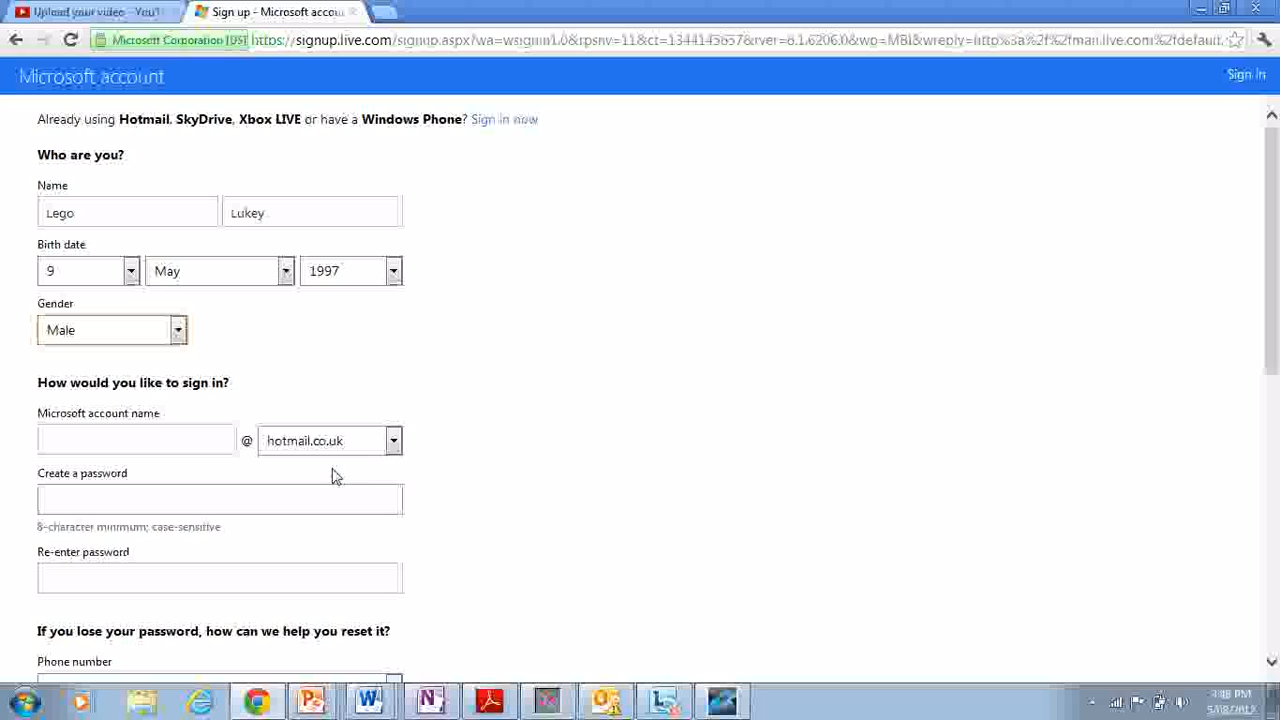 Upload your video - YouT
Sign up - Microsoft accou
Microsoft Corporation [US] https://signup.live.com/signup.aspx?wa=wsignin1.0&rpsnv=11&ct=1344145657&rver=6.1.6206.0&wp=MBI&wreply=http%3a%2f%2fmail.live.com%2fdefault.
Microsoft account
Sign In
Already using Hotmail, SkyDrive, Xbox LIVE or have a Windows Phone? Sign in now
Who are you?
Name
Lego Lukey
Birth date
9 May 1997
Gender
Male
How would you like to sign in?
Microsoft account name
@ hotmail.co.uk
Create a password
8-character minimum; case-sensitive
Re-enter password
If you lose your password, how can we help you reset it?
Phone number